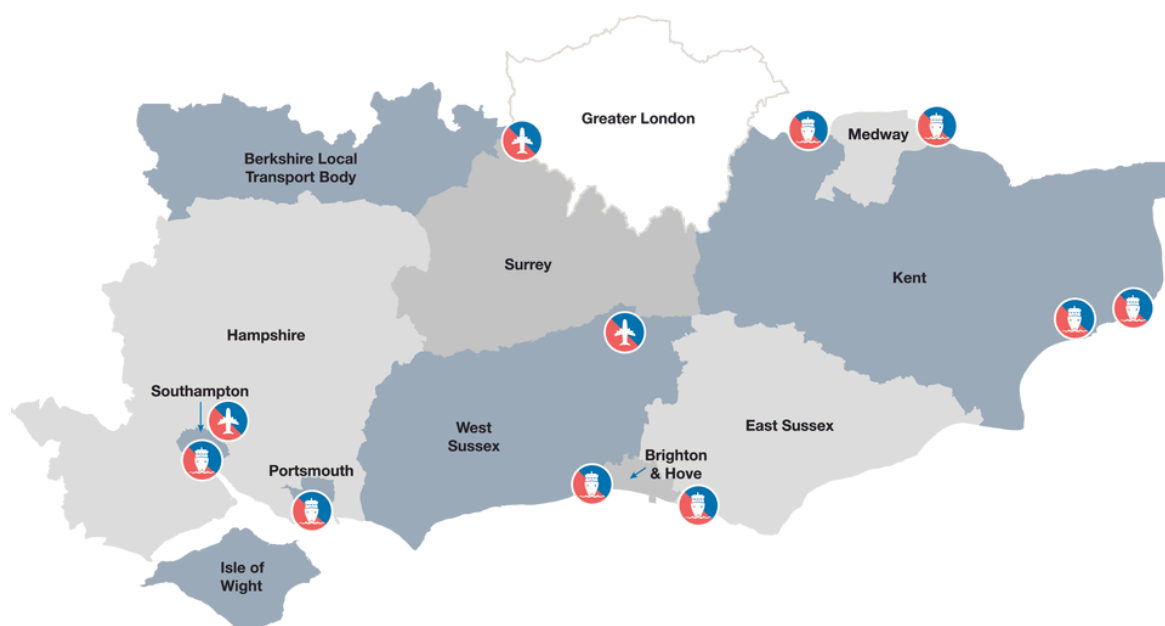 Greater London
Medway
Berkshire Local
Transport Body
Surrey
Kent
Hampshire
Southampton
West
Sussex
East Sussex
Brighton
& Hove
Portsmouth
Isle of
Wight